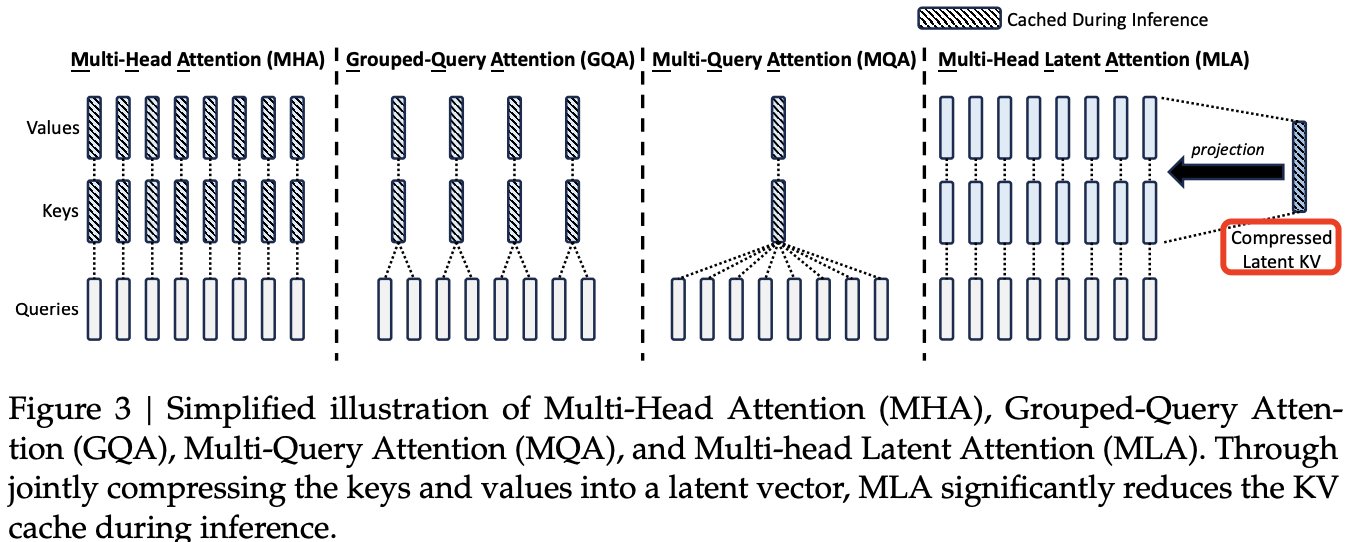 Cached During Inference
Multi-Head Attention (MHA)
Grouped-Query Attention (GQA)
Multi-Query Attention (MQA)
Multi-Head Latent Attention (MLA)
Values
Keys
Queries
projection
Compressed
Latent KV
Figure 3 | Simplified illustration of Multi-Head Attention (MHA), Grouped-Query Atten-
tion (GQA), Multi-Query Attention (MQA), and Multi-head Latent Attention (MLA). Through
jointly compressing the keys and values into a latent vector, MLA significantly reduces the KV
cache during inference.